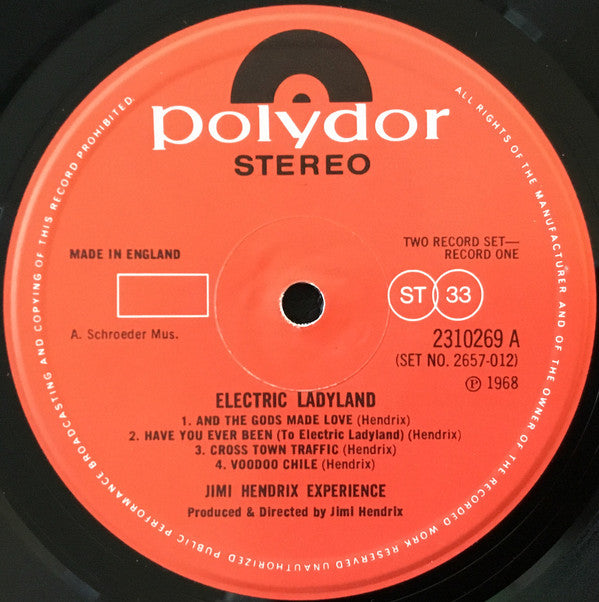 polydor
STEREO
MADE IN ENGLAND
TWO RECORD SET—
RECORD ONE
ST 33
A. Schroeder Mus.
2310269 A
(SET NO. 2657-012)
℗ 1968
ELECTRIC LADYLAND
1. AND THE GODS MADE LOVE (Hendrix)
2. HAVE YOU EVER BEEN (To Electric Ladyland) (Hendrix)
3. CROSS TOWN TRAFFIC (Hendrix)
4. VOODOO CHILE (Hendrix)
JIMI HENDRIX EXPERIENCE
Produced & Directed by Jimi Hendrix
ALL RIGHTS OF THE MANUFACTURER AND OF THE OWNER OF THE RECORDED WORK RESERVED UNAUTHORIZED PUBLIC PERFORMANCE BROADCASTING AND COPYING OF THIS RECORD PROHIBITED.